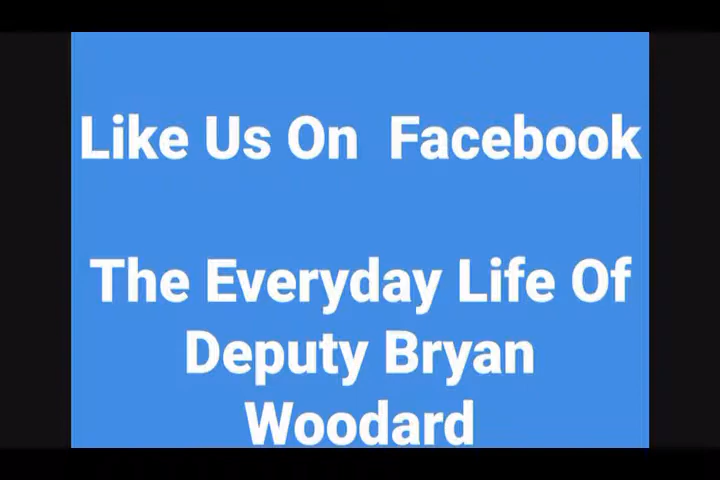 Like Us On Facebook
The Everyday Life Of
Deputy Bryan
Woodard